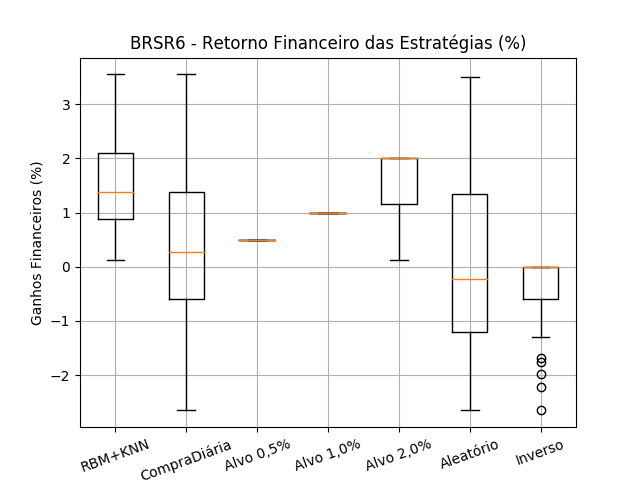 BRSR6 - Retorno Financeiro das Estratégias (%)
Ganhos Financeiros (%)
3
2
1
0
−1
−2
RBM+KNN
CompraDiária
Alvo 0,5%
Alvo 1,0%
Alvo 2,0%
Aleatório
Inverso